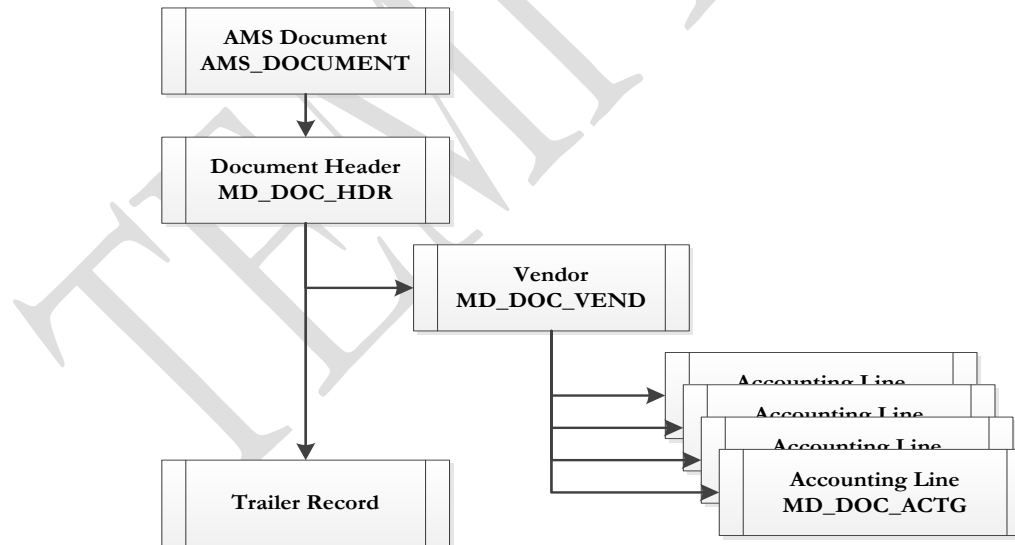 AMS Document
AMS_DOCUMENT
Document Header
MD_DOC_HDR
Vendor
MD_DOC_VEND
Accounting Line
Accounting Line
Accounting Line
Accounting Line
MD_DOC_ACTG
Trailer Record